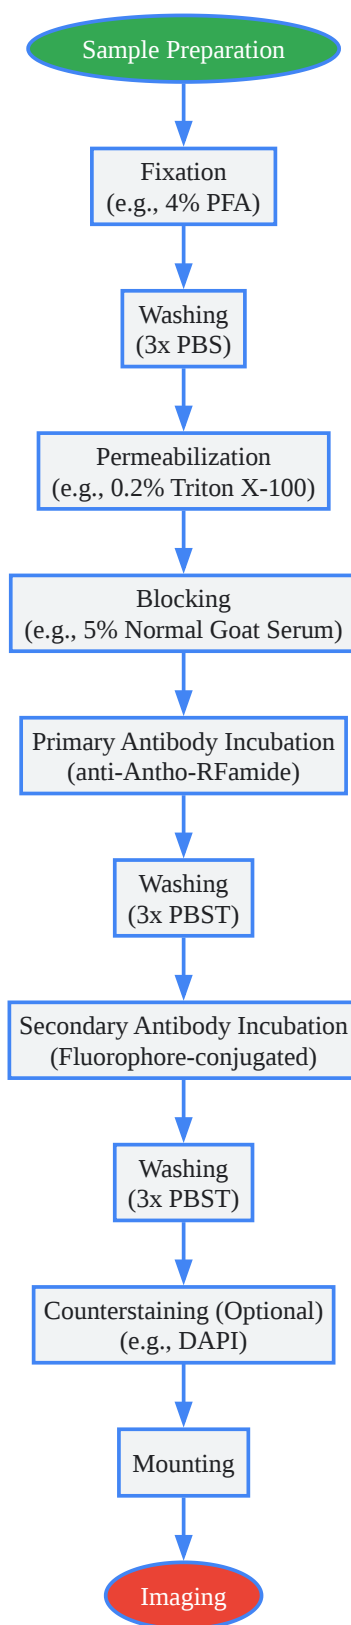 Sample Preparation
Fixation
(e.g., 4% PFA)
Washing
(3x PBS)
Permeabilization
(e.g., 0.2% Triton X-100)
Blocking
(e.g., 5% Normal Goat Serum)
Primary Antibody Incubation
(anti-Antho-RFamide)
Washing
(3x PBST)
Secondary Antibody Incubation
(Fluorophore-conjugated)
Washing
(3x PBST)
Counterstaining (Optional)
(e.g., DAPI)
Mounting
Imaging